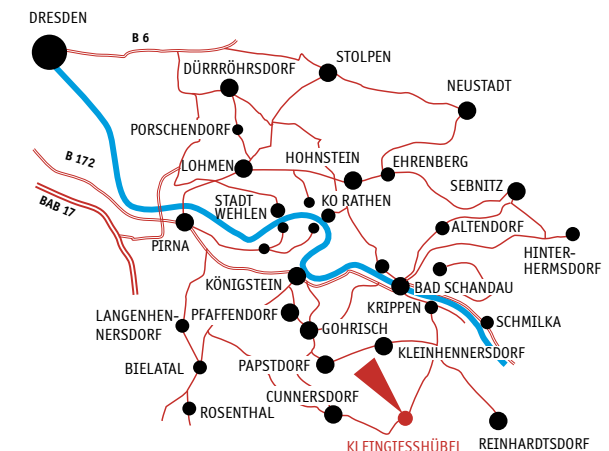 DRESDEN
B 6
STOLPEN
DÜRRRÖHRSDORF
NEUSTADT
PORSCHENDORF
B 172
LOHMEN
HOHNSTEIN
EHRENBERG
BAB 17
SEBNITZ
STADT
WEHLEN
KO RATHEN
ALTENDORF
PIRNA
HINTER-
HERMSDORF
KÖNIGSTEIN
BAD SCHANDAU
LANGENHEN-
NERSDORF
PFAFFENDORF
KRIPPEN
SCHMILKA
GOHRISCH
KLEINHENNERSDORF
BIELATAL
PAPSTDORF
CUNNERSDORF
ROSENTHAL
KLEINGIESSHÜBEL
REINHARDTSDORF